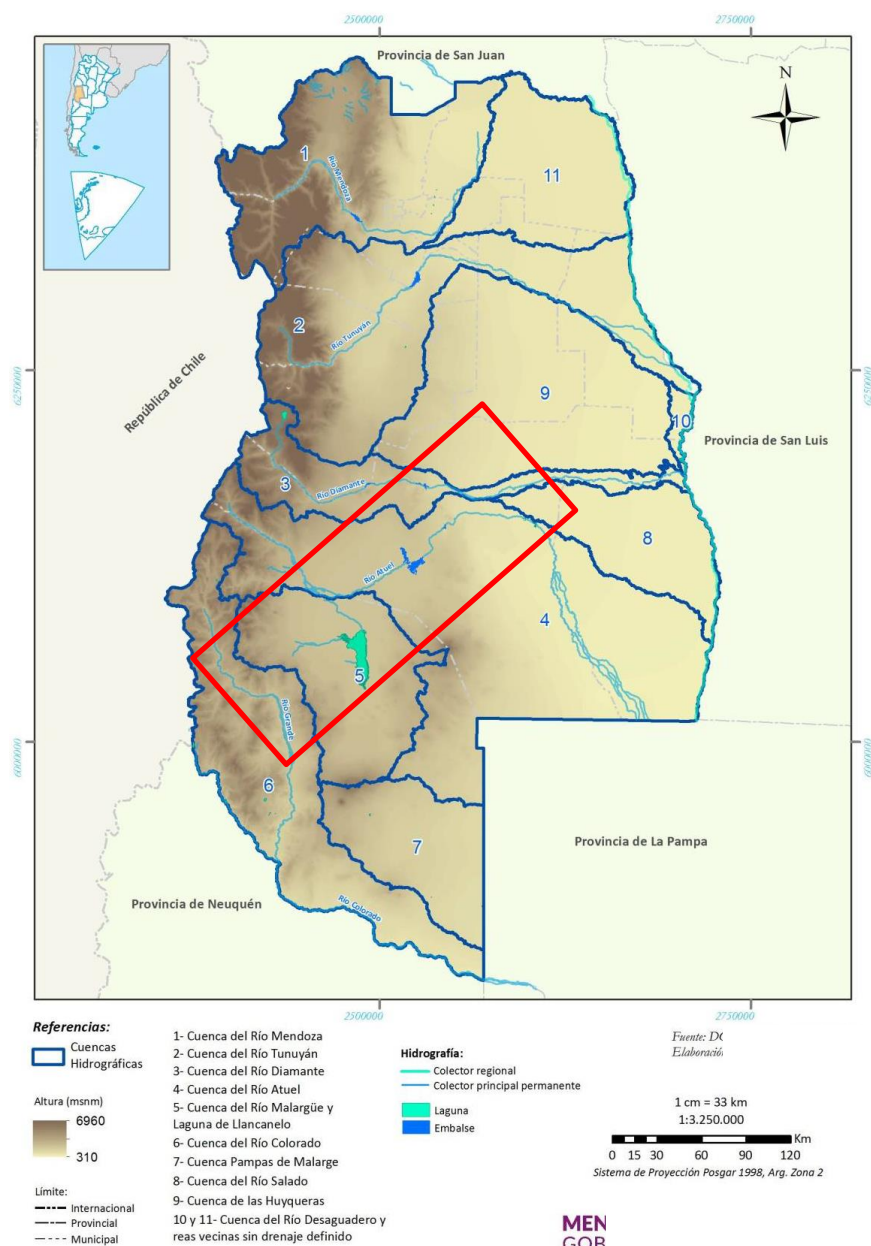 2500000
2750000
Provincia de San Juan
N
1
Río Mendoza
11
2
Río Tunuyán
6250000
6250000
República de Chile
9
10
Provincia de San Luis
3
Río Diamante
8
Río Atuel
4
5
Río Grande
6000000
6000000
6
7
Provincia de La Pampa
Provincia de Neuquén
Río Colorado
2500000
2750000
Referencias:
Cuencas
Hidrográficas
Altura (msnm)
6960
310
Límite:
Internacional
Provincial
Municipal
1- Cuenca del Río Mendoza
2- Cuenca del Río Tunuyán
3- Cuenca del Río Diamante
4- Cuenca del Río Atuel
5- Cuenca del Río Malargüe y
Laguna de Llancanelo
6- Cuenca del Río Colorado
7- Cuenca Pampas de Malarge
8- Cuenca del Río Salado
9- Cuenca de las Huyqueras
10 y 11- Cuenca del Río Desaguadero y
reas vecinas sin drenaje definido
Hidrografía:
Colector regional
Colector principal permanente
Laguna
Embalse
Fuente:
1 cm = 33 km
1:3.250.000
Km
0 15 30 60 90 120
Sistema de Proyección Posgar 1998, Arg. Zona 2
MEN